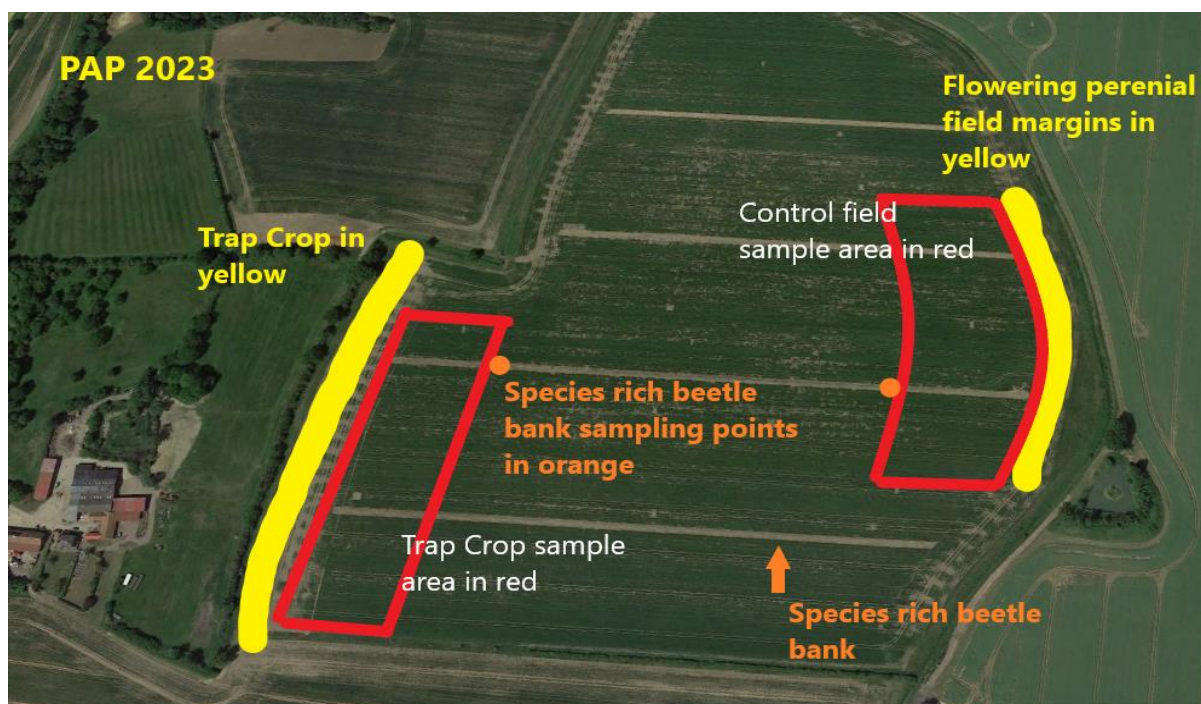 PAP 2023
Flowering perenial
field margins in
yellow
Control field
sample area in red
Trap Crop in
yellow
Species rich beetle
bank sampling points
in orange
Trap Crop sample
area in red
Species rich beetle
bank